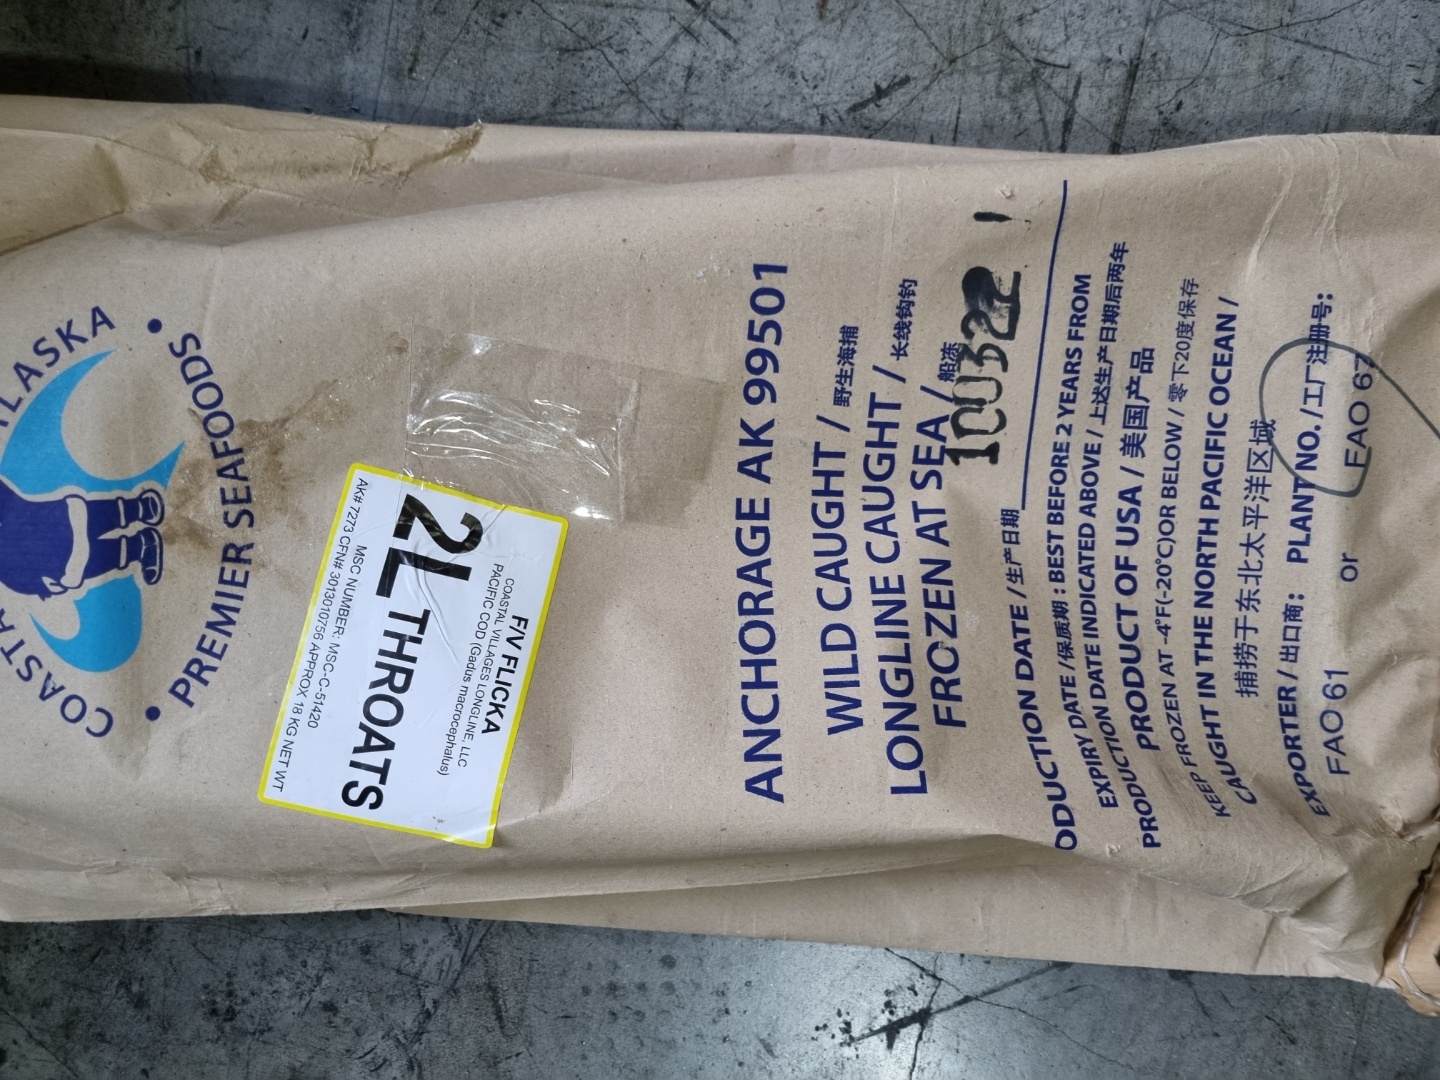 COASTAL ALASKA
PREMIER SEAFOODS
F/V FLICKA
COASTAL VILLAGES LONGLINE, LLC
PACIFIC COD (Gadus macrocephalus)
2L THROATS
MSC NUMBER: MSC-C-51420
AK# 7273 CFN# 3013010756 APPROX 18 KG NET WT
ANCHORAGE AK 99501
WILD CAUGHT / 野生海捕
LONGLINE CAUGHT / 长线钩钓
FROZEN AT SEA / 船冻
ODUCTION DATE / 生产日期
EXPIRY DATE / 保质期 : BEST BEFORE 2 YEARS FROM
PRODUCTION DATE INDICATED ABOVE / 上述生产日期后两年
PRODUCT OF USA / 美国产品
KEEP FROZEN AT -4°F(-20°C)OR BELOW / 零下20度保存
CAUGHT IN THE NORTH PACIFIC OCEAN /
捕捞于东北太平洋区域
EXPORTER / 出口商： PLANT NO. / 工厂注册号:
FAO 61 or FAO 67